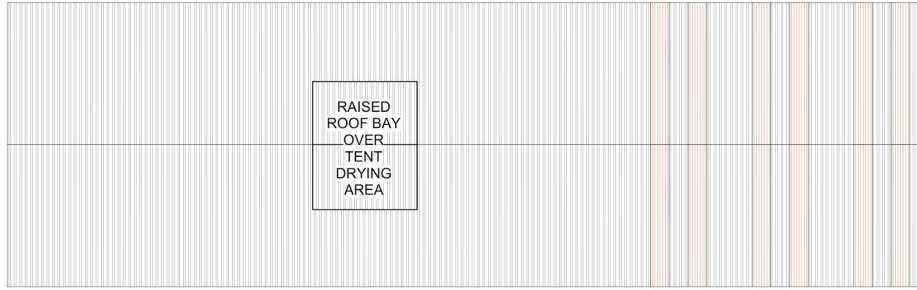 RAISED
ROOF BAY
OVER
TENT
DRYING
AREA